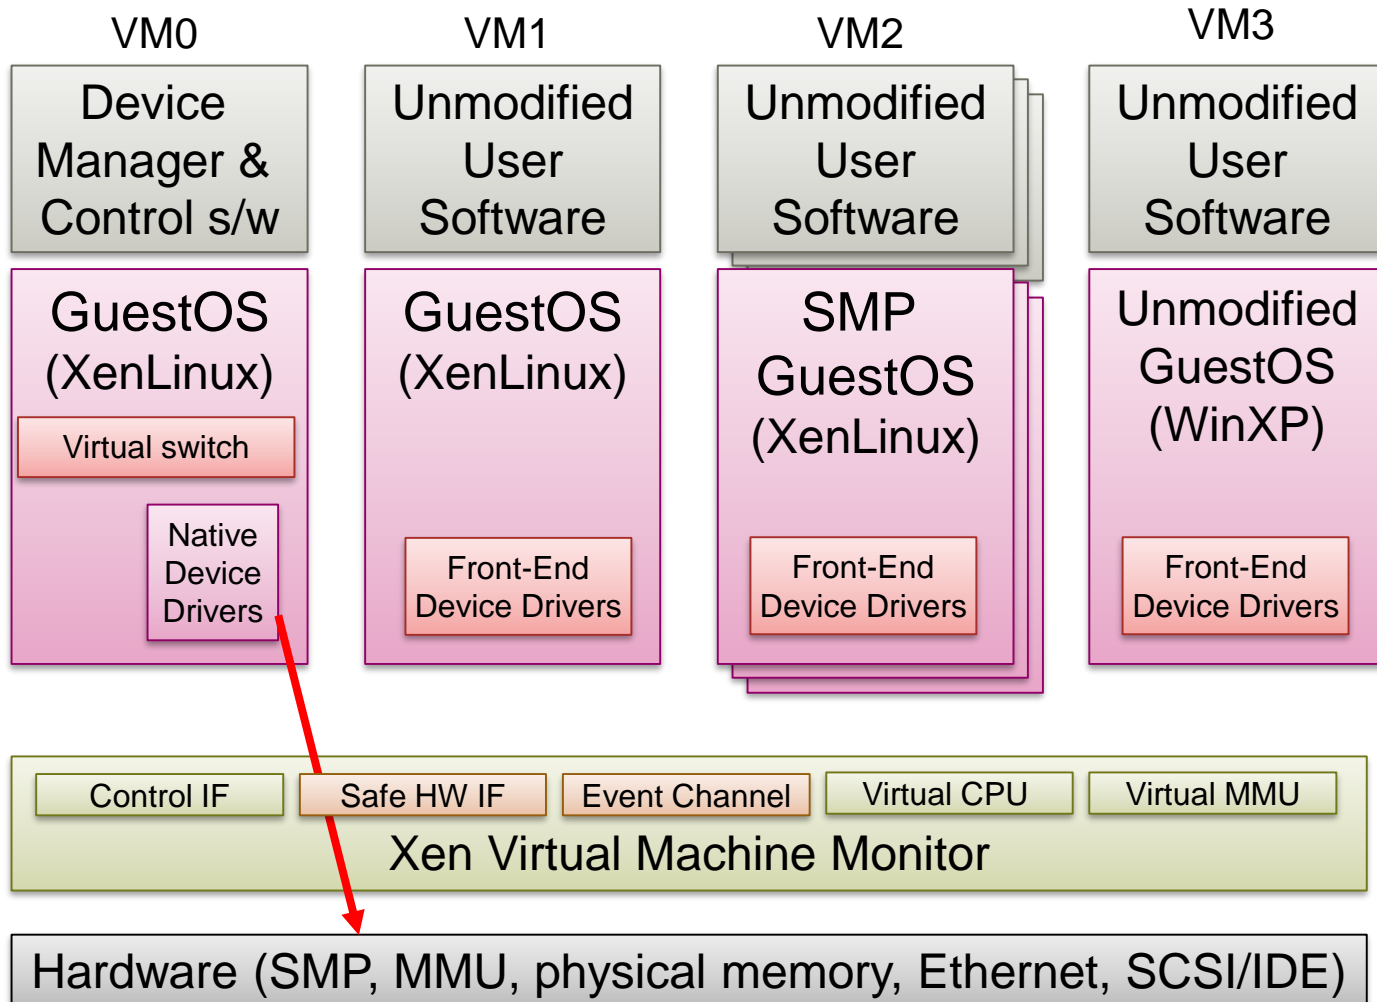 VM0
VM1
VM2
VM3
Device
Manager &
Control s/w
Unmodified
User
Software
Unmodified
User
Software
Unmodified
User
Software
GuestOS
(XenLinux)
Virtual switch
Native
Device
Drivers
GuestOS
(XenLinux)
Front-End
Device Drivers
SMP
GuestOS
(XenLinux)
Front-End
Device Drivers
Unmodified
GuestOS
(WinXP)
Front-End
Device Drivers
Control IF
Safe HW IF
Event Channel
Virtual CPU
Virtual MMU
Xen Virtual Machine Monitor
Hardware (SMP, MMU, physical memory, Ethernet, SCSI/IDE)